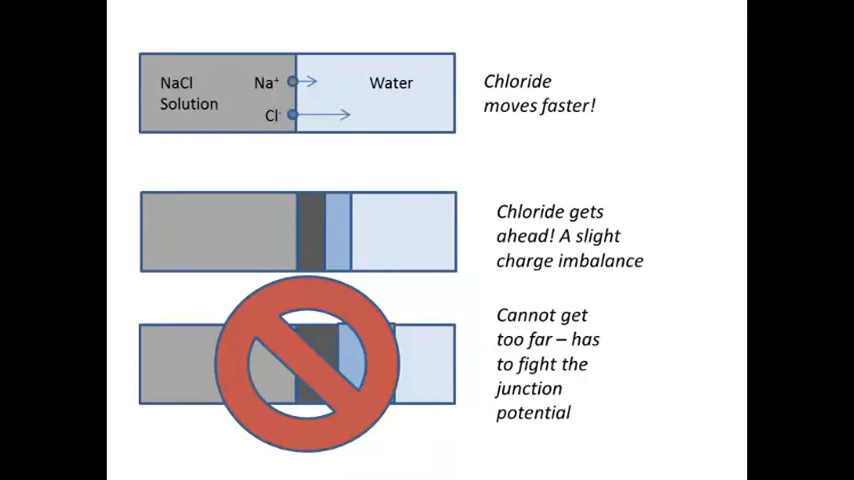 NaCl
Solution
Na⁺
Cl⁻
Water
Chloride
moves faster!
Chloride gets
ahead! A slight
charge imbalance
Cannot get
too far – has
to fight the
junction
potential